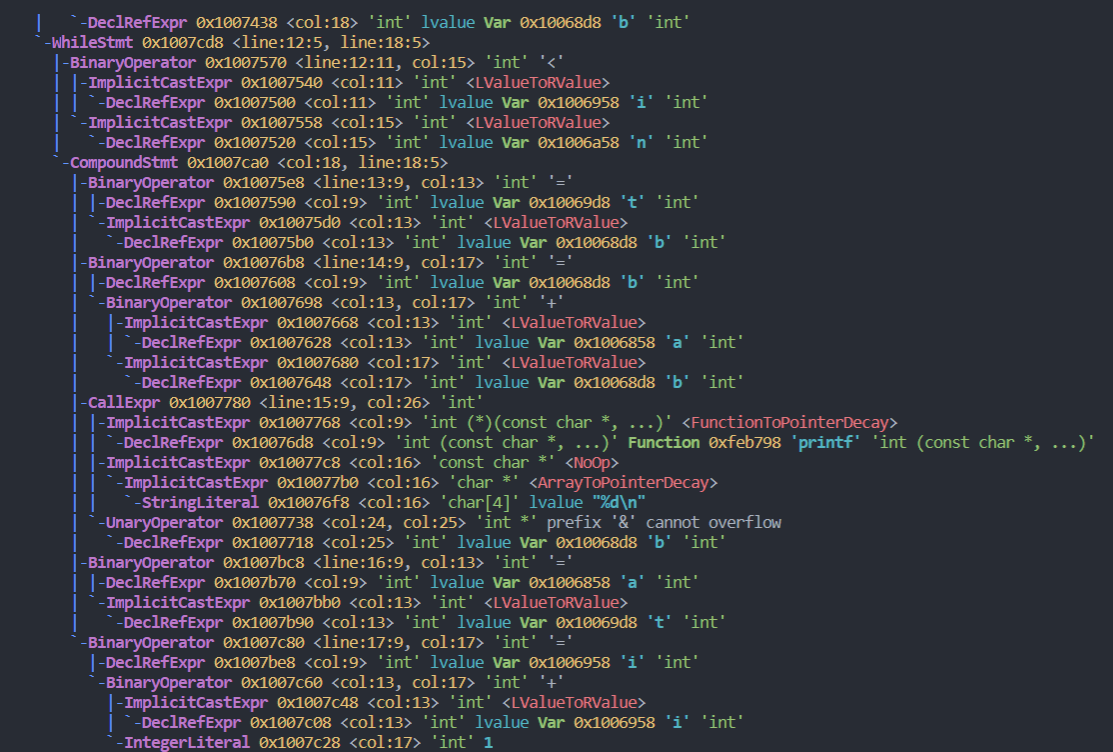 |   `-DeclRefExpr 0x1007438 <col:18> 'int' lvalue Var 0x10068d8 'b' 'int'
`-WhileStmt 0x1007cd8 <line:12:5, line:18:5>
  |-BinaryOperator 0x1007570 <line:12:11, col:15> 'int' '<'
  | |-ImplicitCastExpr 0x1007540 <col:11> 'int' <LValueToRValue>
  | | `-DeclRefExpr 0x1007500 <col:11> 'int' lvalue Var 0x1006958 'i' 'int'
  | `-ImplicitCastExpr 0x1007558 <col:15> 'int' <LValueToRValue>
  |   `-DeclRefExpr 0x1007520 <col:15> 'int' lvalue Var 0x1006a58 'n' 'int'
  `-CompoundStmt 0x1007ca0 <col:18, line:18:5>
    |-BinaryOperator 0x10075e8 <line:13:9, col:13> 'int' '='
    | |-DeclRefExpr 0x1007590 <col:9> 'int' lvalue Var 0x10069d8 't' 'int'
    | `-ImplicitCastExpr 0x10075d0 <col:13> 'int' <LValueToRValue>
    |   `-DeclRefExpr 0x10075b0 <col:13> 'int' lvalue Var 0x10068d8 'b' 'int'
    |-BinaryOperator 0x10076b8 <line:14:9, col:17> 'int' '='
    | |-DeclRefExpr 0x1007608 <col:9> 'int' lvalue Var 0x10068d8 'b' 'int'
    | `-BinaryOperator 0x1007698 <col:13, col:17> 'int' '+'
    |   |-ImplicitCastExpr 0x1007668 <col:13> 'int' <LValueToRValue>
    |   | `-DeclRefExpr 0x1007628 <col:13> 'int' lvalue Var 0x1006858 'a' 'int'
    |   `-ImplicitCastExpr 0x1007680 <col:17> 'int' <LValueToRValue>
    |     `-DeclRefExpr 0x1007648 <col:17> 'int' lvalue Var 0x10068d8 'b' 'int'
    |-CallExpr 0x1007780 <line:15:9, col:26> 'int'
    | |-ImplicitCastExpr 0x1007768 <col:9> 'int (*)(const char *, ...)' <FunctionToPointerDecay>
    | | `-DeclRefExpr 0x10076d8 <col:9> 'int (const char *, ...)' Function 0xfeb798 'printf' 'int (const char *, ...)'
    | |-ImplicitCastExpr 0x10077c8 <col:16> 'const char *' <NoOp>
    | | `-ImplicitCastExpr 0x10077b0 <col:16> 'char *' <ArrayToPointerDecay>
    | |   `-StringLiteral 0x10076f8 <col:16> 'char[4]' lvalue "%d\n"
    | `-UnaryOperator 0x1007738 <col:24, col:25> 'int *' prefix '&' cannot overflow
    |   `-DeclRefExpr 0x1007718 <col:25> 'int' lvalue Var 0x10068d8 'b' 'int'
    |-BinaryOperator 0x1007bc8 <line:16:9, col:13> 'int' '='
    | |-DeclRefExpr 0x1007b70 <col:9> 'int' lvalue Var 0x1006858 'a' 'int'
    | `-ImplicitCastExpr 0x1007bb0 <col:13> 'int' <LValueToRValue>
    |   `-DeclRefExpr 0x1007b90 <col:13> 'int' lvalue Var 0x10069d8 't' 'int'
    `-BinaryOperator 0x1007c80 <line:17:9, col:17> 'int' '='
      |-DeclRefExpr 0x1007be8 <col:9> 'int' lvalue Var 0x1006958 'i' 'int'
      `-BinaryOperator 0x1007c60 <col:13, col:17> 'int' '+'
        |-ImplicitCastExpr 0x1007c48 <col:13> 'int' <LValueToRValue>
        | `-DeclRefExpr 0x1007c08 <col:13> 'int' lvalue Var 0x1006958 'i' 'int'
        `-IntegerLiteral 0x1007c28 <col:17> 'int' 1